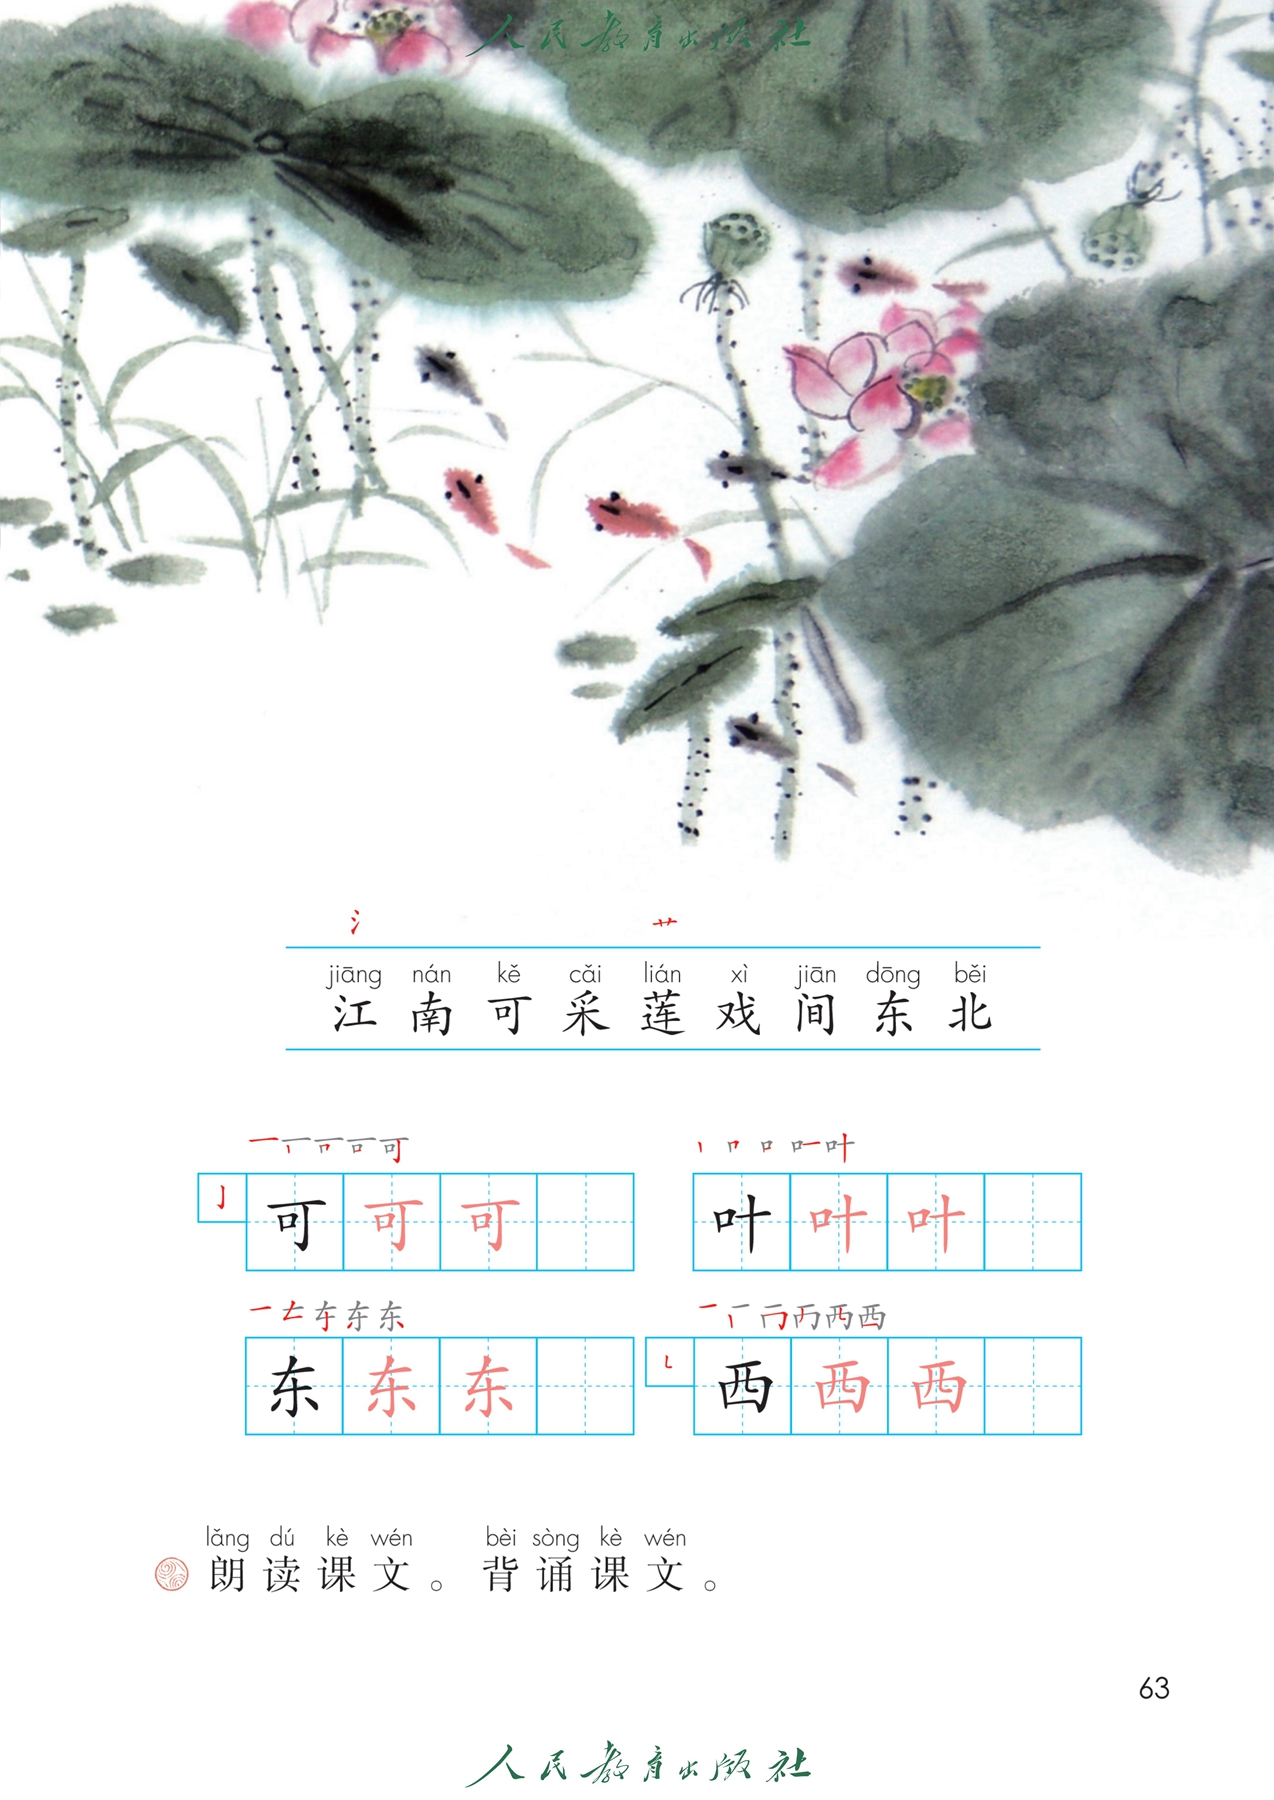 人民教育出版社
氵 艹
jiāng nán kě cǎi lián xì jiān dōng běi
江 南 可 采 莲 戏 间 东 北
亅 可 可 可
叶 叶 叶
东 东 东
西 西 西
lǎng dú kè wén bèi sòng kè wén
朗读课文。 背诵课文。
63
人民教育出版社